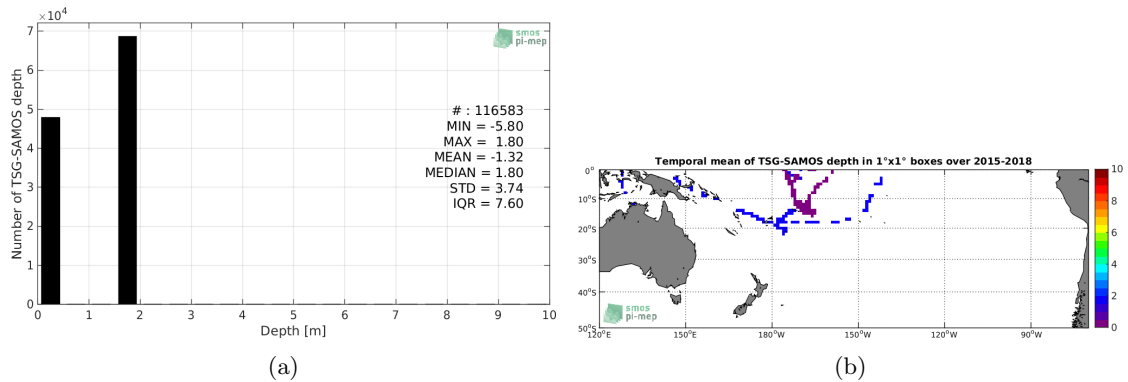 ×10⁴
7
6
5
4
3
2
1
0
Number of TSG-SAMOS depth
smos
pi-mep
# : 116583
MIN = -5.80
MAX = 1.80
MEAN = -1.32
MEDIAN = 1.80
STD = 3.74
IQR = 7.60
0 1 2 3 4 5 6 7 8 9 10
Depth [m]
(a)
Temporal mean of TSG-SAMOS depth in 1°x1° boxes over 2015-2018
0°
10°S
20°S
30°S
40°S
50°S
120°E 150°E 180°W 150°W 120°W 90°W
smos
pi-mep
10
8
6
4
2
0
(b)